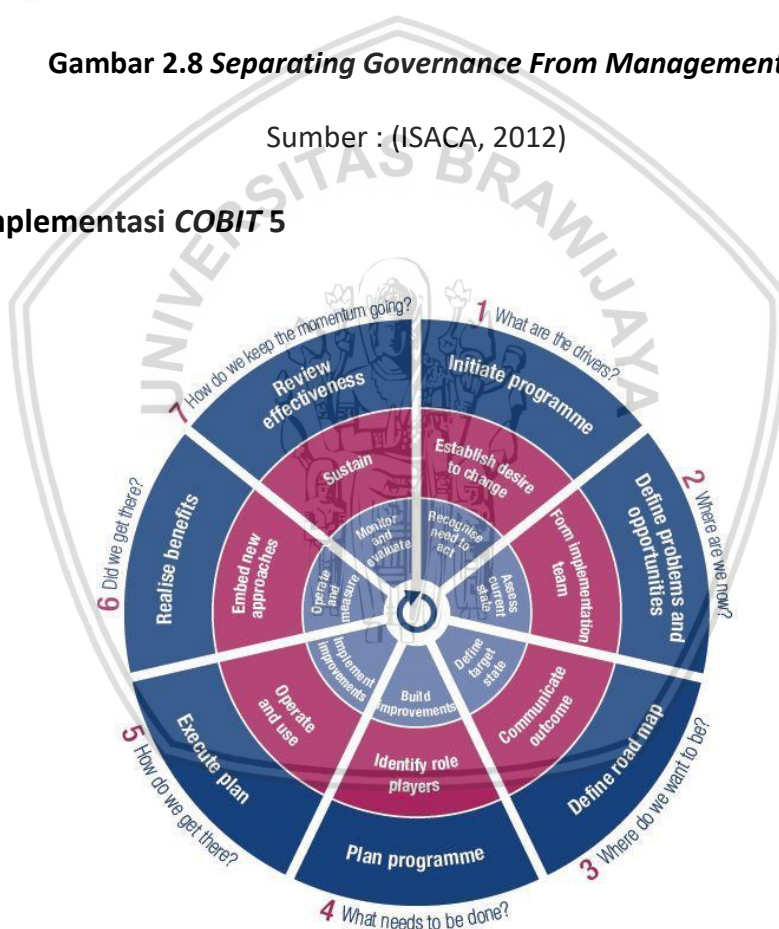 Gambar 2.8 Separating Governance From Management
Sumber : (ISACA, 2012)
UNIVERSITAS BRAWIJAYA
mplementasi COBIT 5
1 What are the drivers?
Initiate programme
Establish desire
to change
Recognise
need to
act
2 Where are we now?
Define problems and
opportunities
Form implementation
team
Assess
current
state
3 Where do we want to be?
Define road map
Communicate
outcome
Define
target
state
4 What needs to be done?
Plan programme
Identify role
players
Build
improvements
5 How do we get there?
Execute plan
Operate
and use
Implement
improvements
6 Did we get there?
Realise benefits
Embed new
approaches
Operate
and
measure
7 How do we keep the momentum going?
Review
effectiveness
Sustain
Monitor
and
evaluate